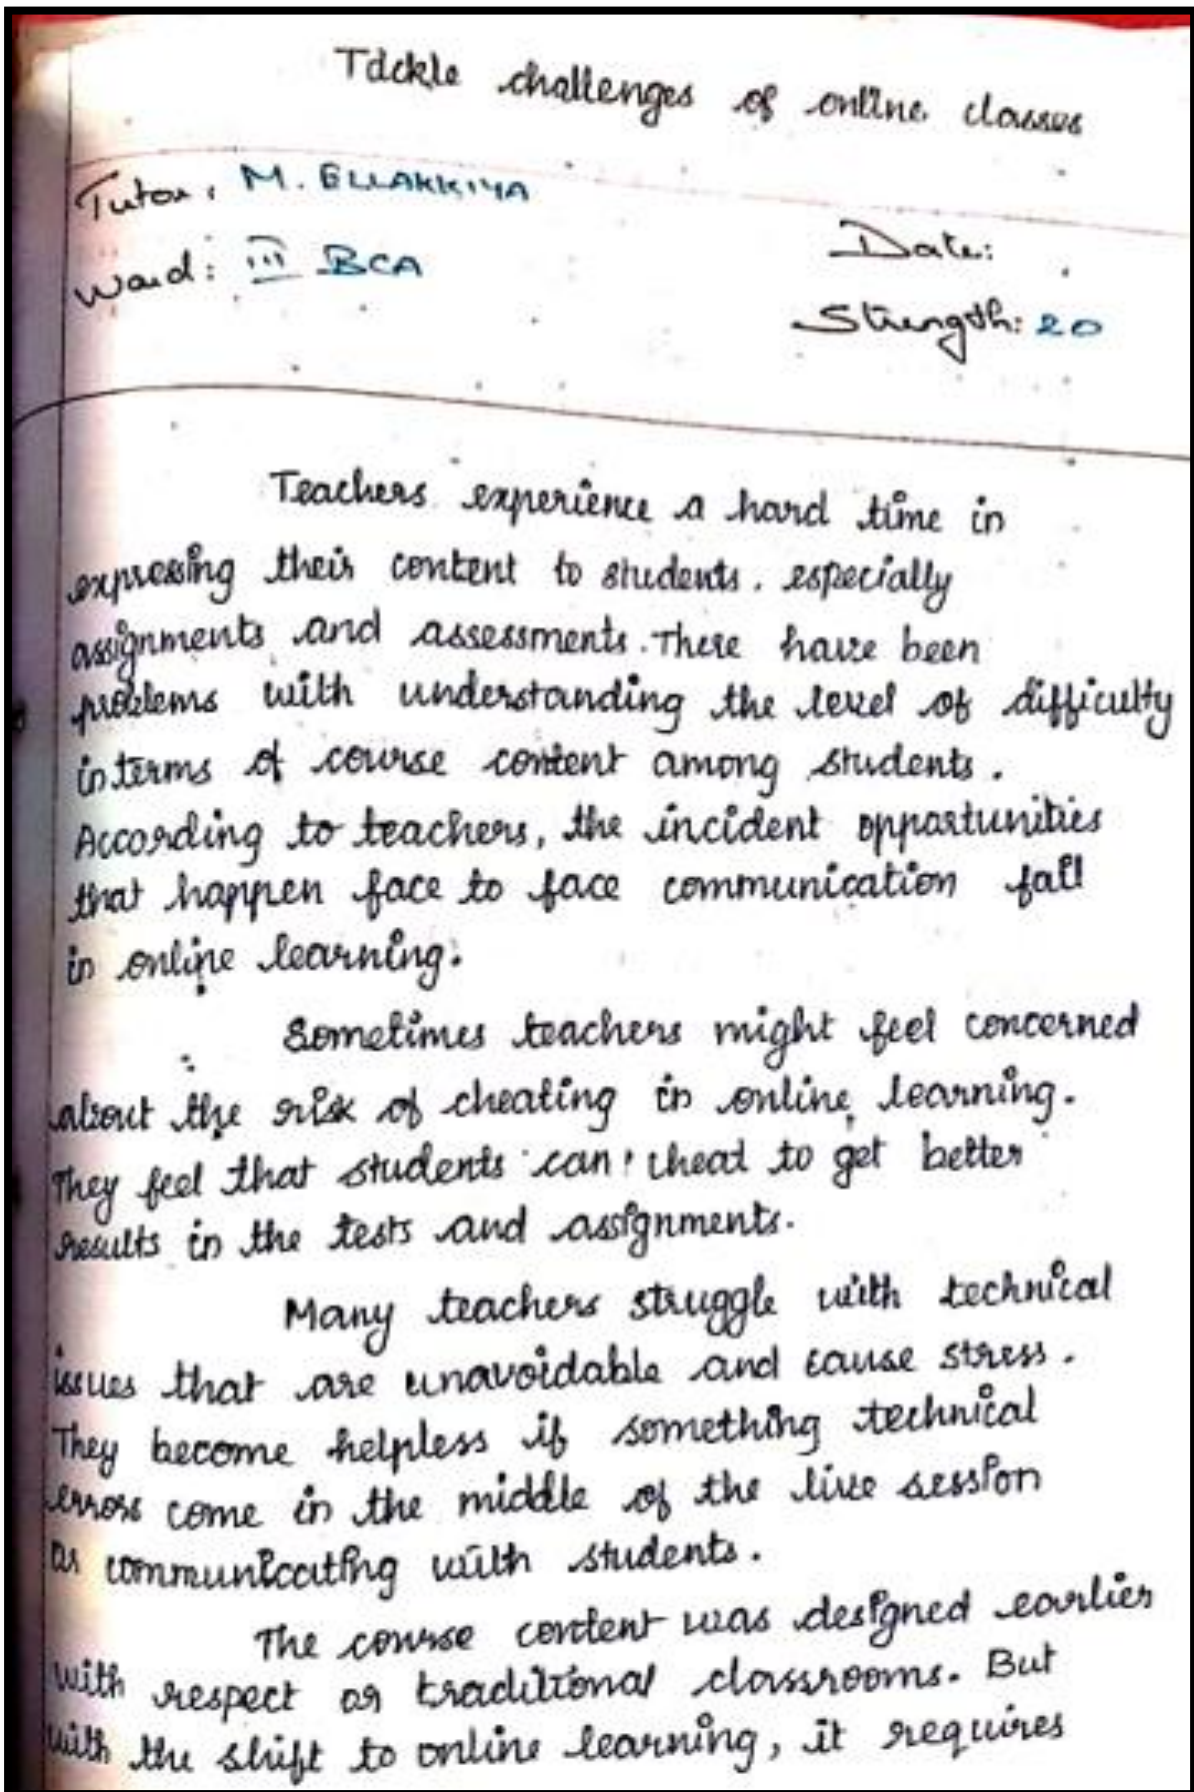 Tackle challenges of online classes
Tutor: M. ELLAKKIYA
Ward: III BCA
Date:
Strength: 20
Teachers experience a hard time in
expressing their content to students. especially
assignments and assessments. There have been
problems with understanding the level of difficulty
in terms of course content among students.
According to teachers, the incident opportunities
that happen face to face communication fall
in online learning.
Sometimes teachers might feel concerned
about the risk of cheating in online learning.
They feel that students can cheat to get better
results in the tests and assignments.
Many teachers struggle with technical
issues that are unavoidable and cause stress.
They become helpless if something technical
errors come in the middle of the live session
or communicating with students.
The course content was designed earlier
with respect or traditional classrooms. But
with the shift to online learning, it requires